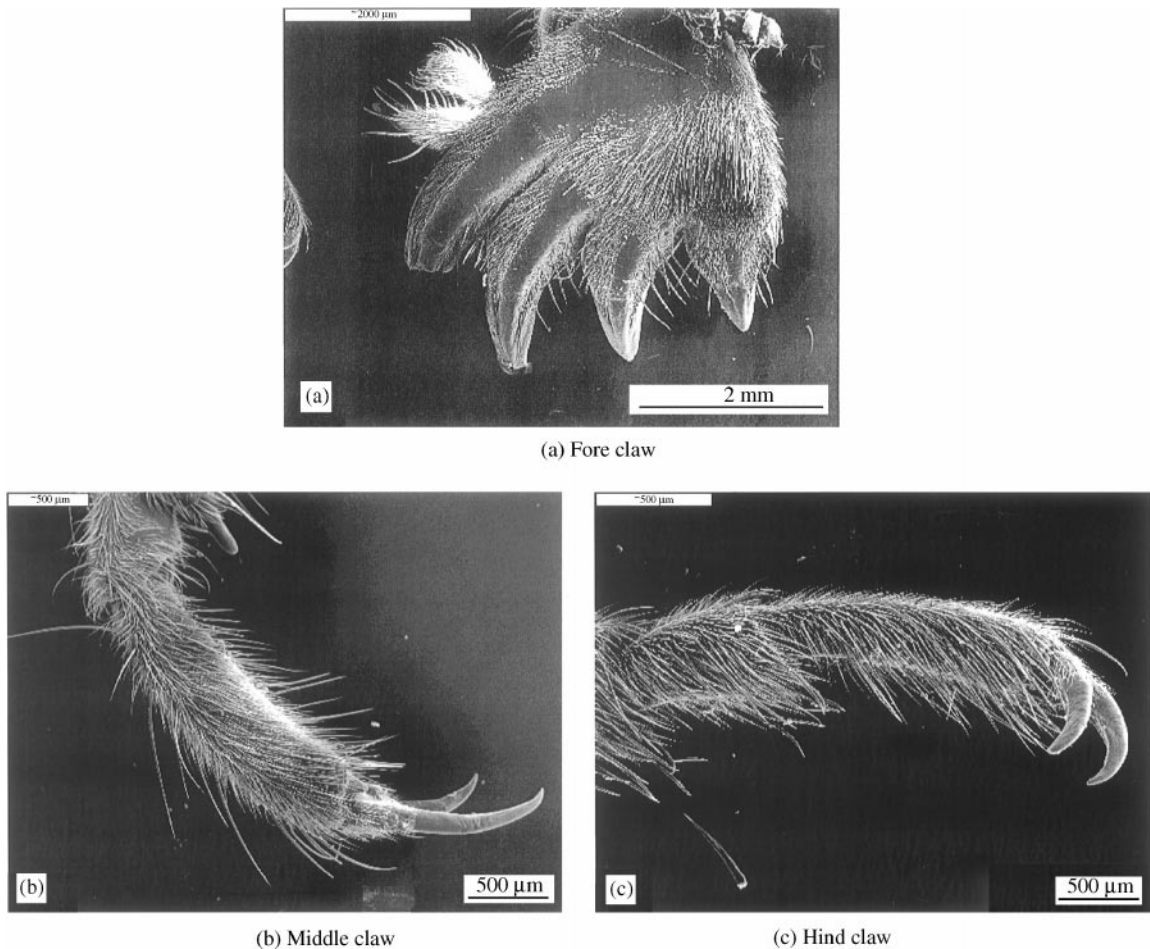 ~2000 µm
(a)
2 mm
(a) Fore claw
~500 µm
(b)
500 µm
(b) Middle claw
~500 µm
(c)
500 µm
(c) Hind claw